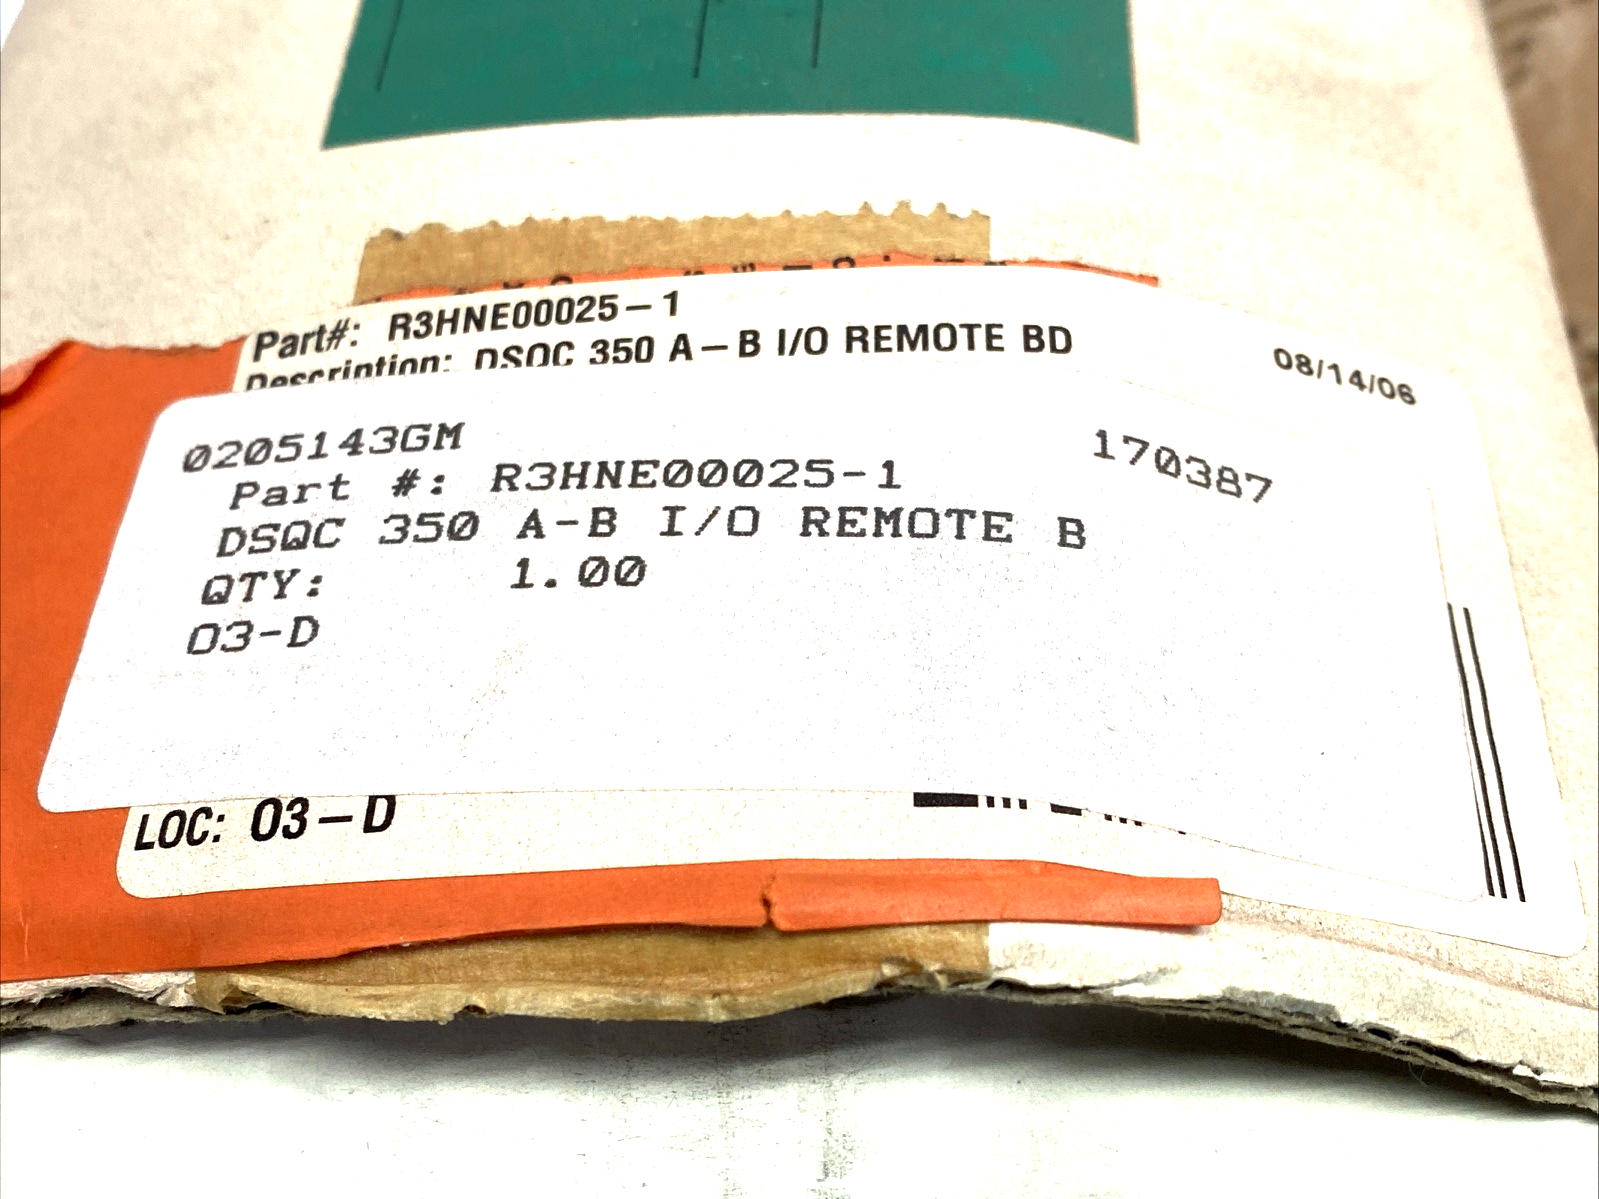 Part#: R3HNE00025-1
Description: DSQC 350 A-B I/O REMOTE BD
08/14/06
0205143GM 170387
Part #: R3HNE00025-1
DSQC 350 A-B I/O REMOTE B
QTY: 1.00
03-D
LOC: 03-D